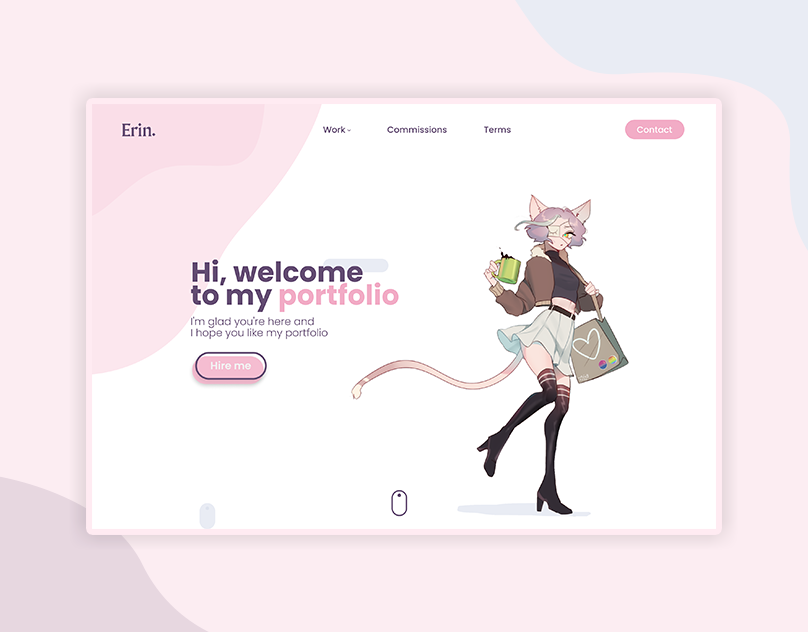 Erin.
Work
Commissions
Terms
Contact
Hi, welcome
to my portfolio
I'm glad you're here and
I hope you like my portfolio
Hire me